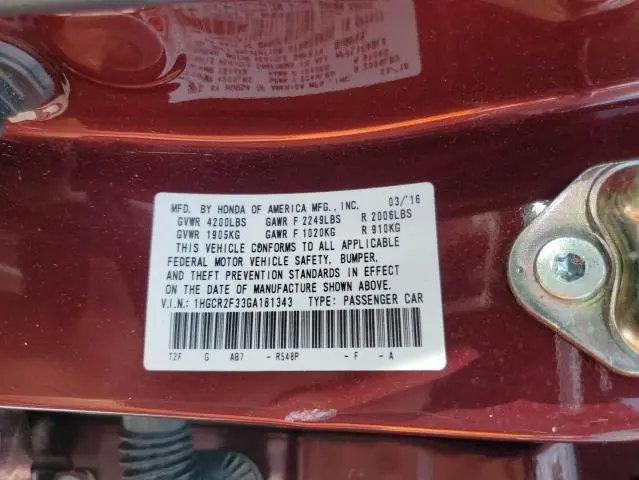 MFD. BY HONDA OF AMERICA MFG., INC. 03/'16
GVWR 4200LBS GAWR F 2249LBS R 2006LBS
GVWR 1905KG GAWR F 1020KG R 910KG
THIS VEHICLE CONFORMS TO ALL APPLICABLE
FEDERAL MOTOR VEHICLE SAFETY, BUMPER,
AND THEFT PREVENTION STANDARDS IN EFFECT
ON THE DATE OF MANUFACTURE SHOWN ABOVE.
V.I.N.: 1HGCR2F33GA181343 TYPE: PASSENGER CAR
T2F G AB7 - R548P - F - A